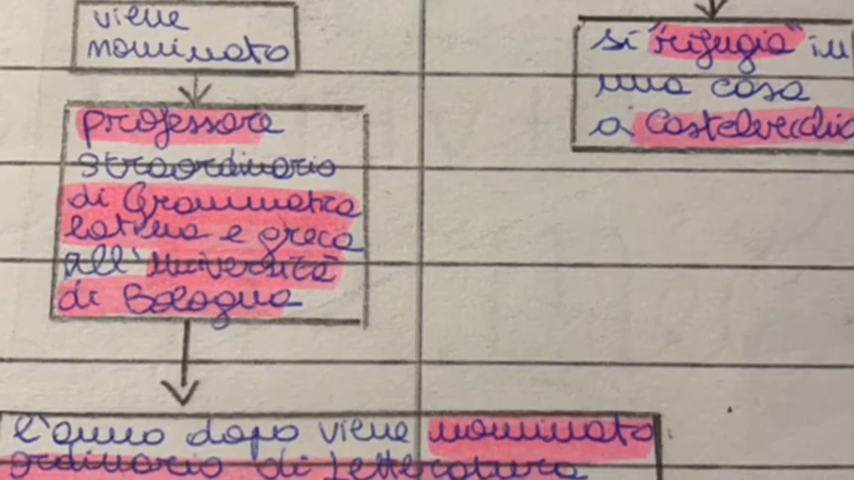 viene
nominato
professore
straordinario
di Grammatica
latina e greca
all'Università
di Bologna
l'anno dopo viene nominato
ordinario di Letteratura
si "rifugia" in
una casa
a Castelvecchio